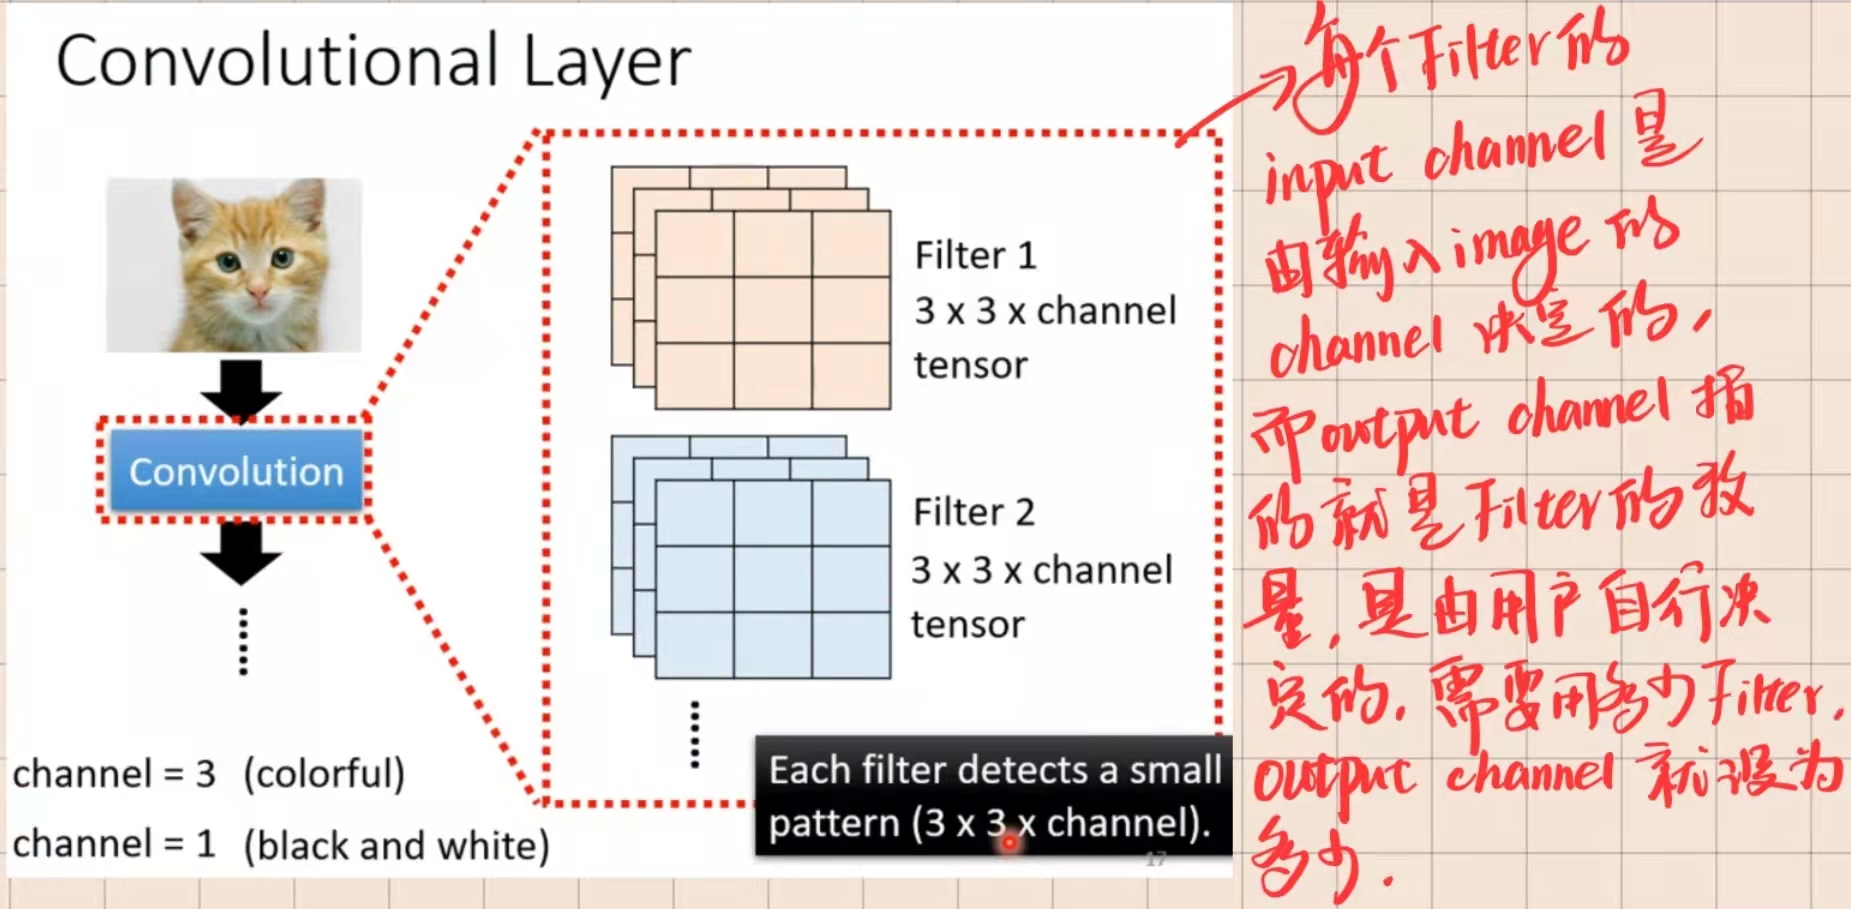 Convolutional Layer
Convolution
channel = 3 (colorful)
channel = 1 (black and white)
Filter 1
3 x 3 x channel
tensor
Filter 2
3 x 3 x channel
tensor
Each filter detects a small
pattern (3 x 3 x channel).
17
每个Filter的
input channel是
由输入image的
channel决定的,
而output channel指
的就是Filter的数
量,是由用户自行决
定的.需要用多少Filter,
output channel就设为
多少.